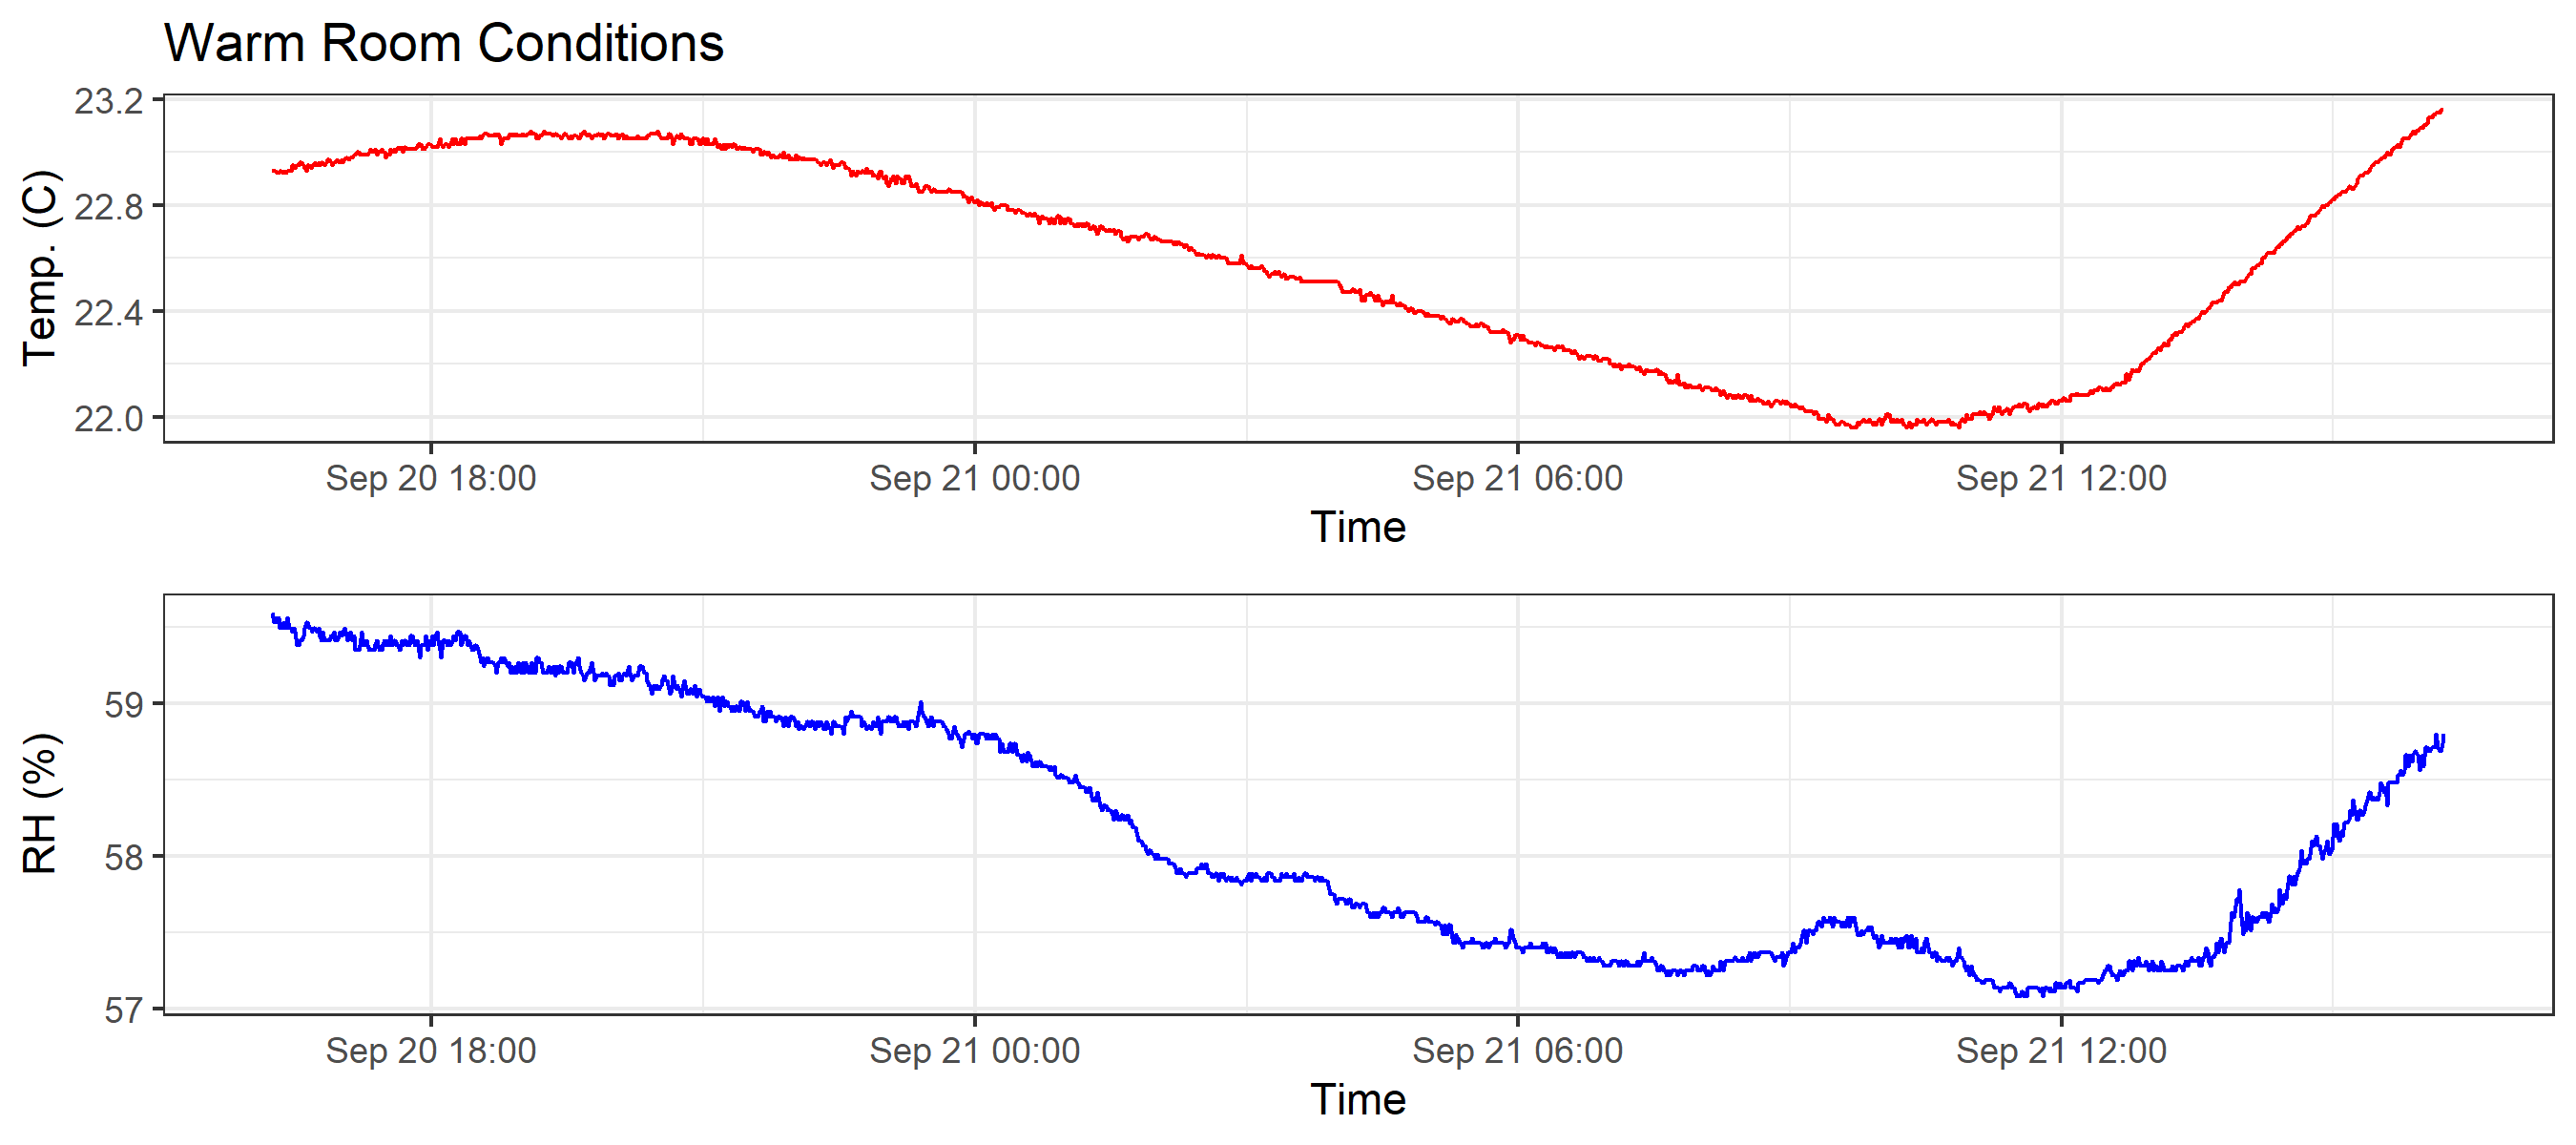 Warm Room Conditions
23.2
22.8
22.4
22.0
Temp. (C)
Sep 20 18:00 Sep 21 00:00 Sep 21 06:00 Sep 21 12:00
Time
59
58
57
RH (%)
Sep 20 18:00 Sep 21 00:00 Sep 21 06:00 Sep 21 12:00
Time